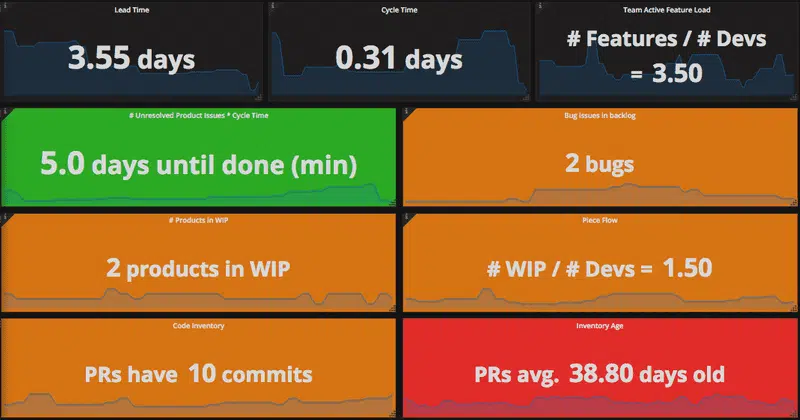 Lead Time
3.55 days
Cycle Time
0.31 days
Team Active Feature Load
# Features / # Devs
= 3.50
# Unresolved Product Issues * Cycle Time
5.0 days until done (min)
Bug issues in backlog
2 bugs
# Products in WIP
2 products in WIP
Piece Flow
# WIP / # Devs = 1.50
Code Inventory
PRs have 10 commits
Inventory Age
PRs avg. 38.80 days old